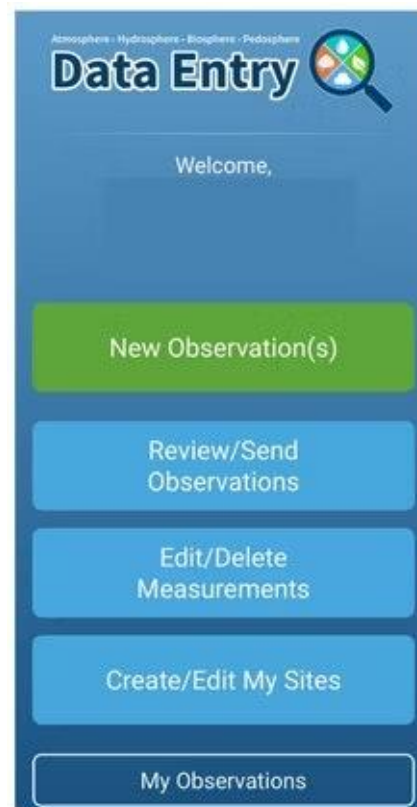 Atmosphere - Hydrosphere - Biosphere - Pedosphere
Data Entry
Welcome,
New Observation(s)
Review/Send
Observations
Edit/Delete
Measurements
Create/Edit My Sites
My Observations